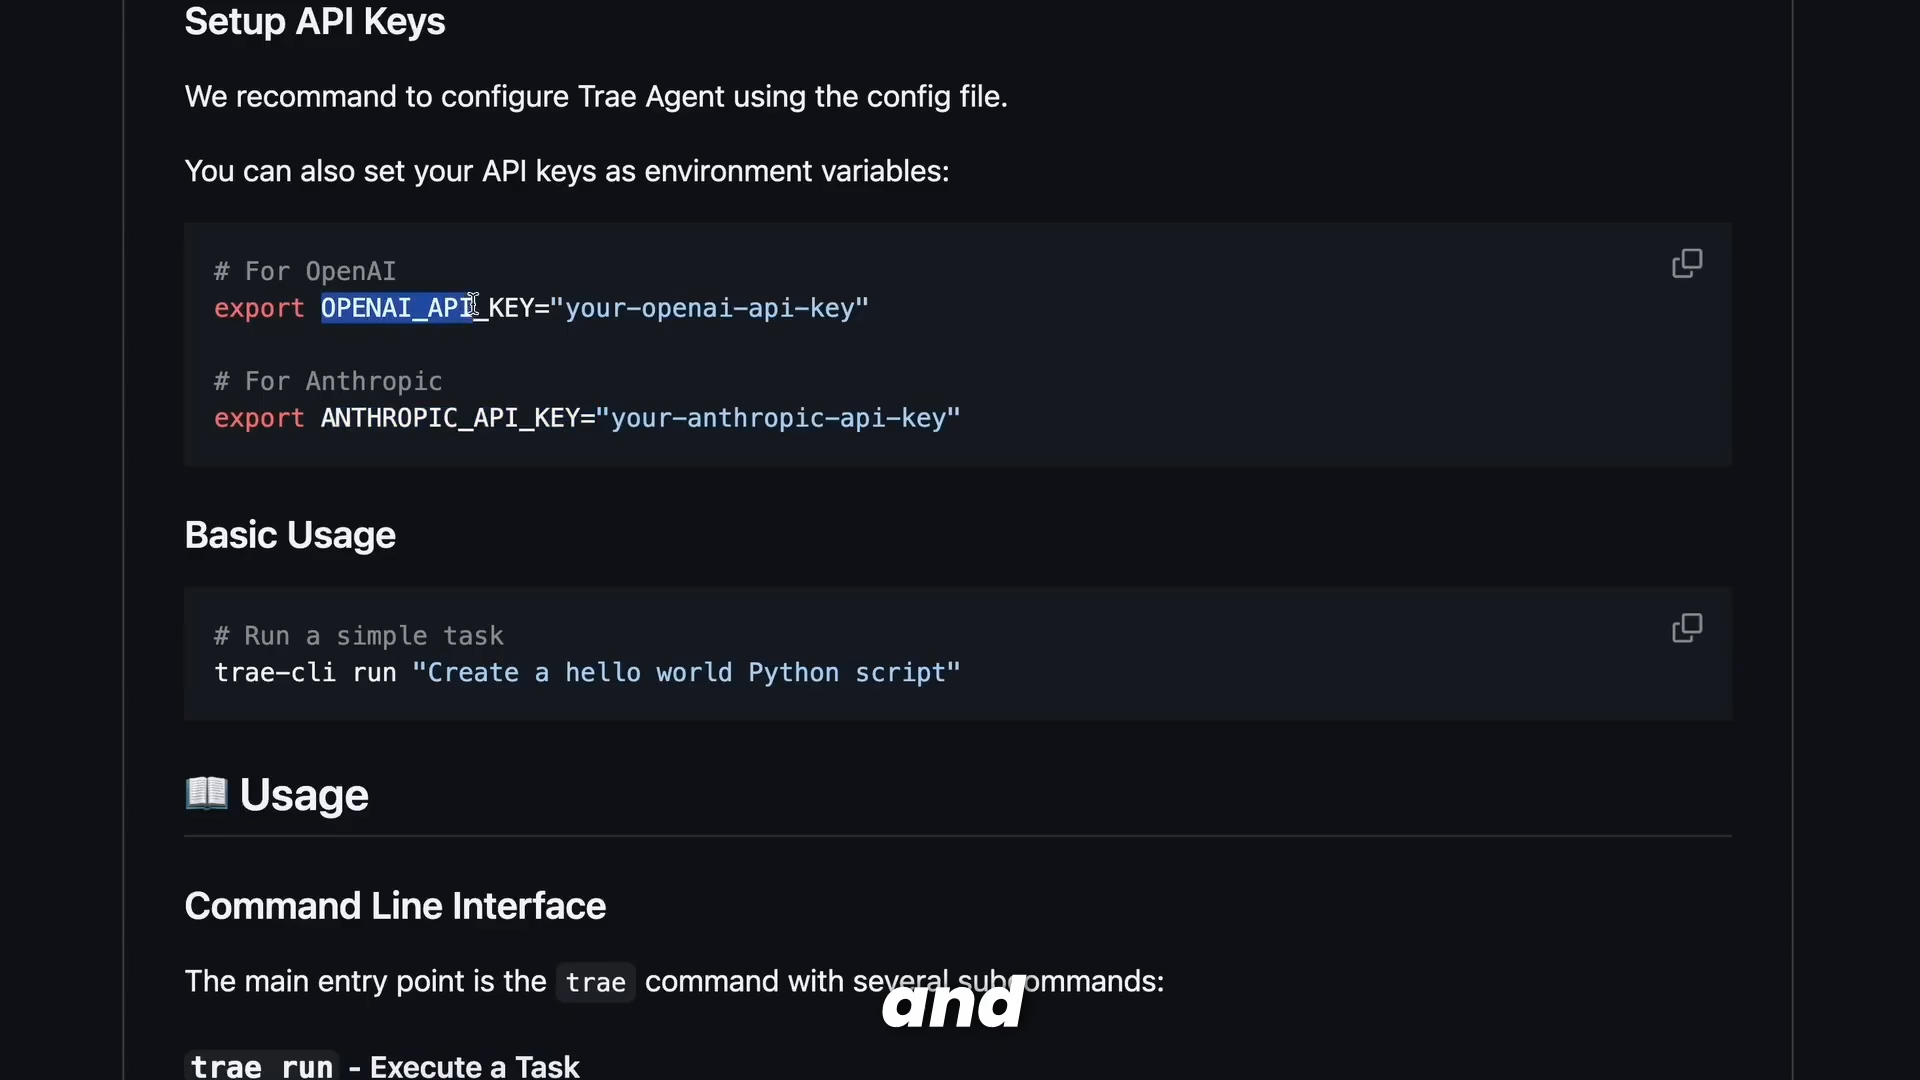 Setup API Keys
We recommand to configure Trae Agent using the config file.
You can also set your API keys as environment variables:
# For OpenAI
export OPENAI_API_KEY="your-openai-api-key"
# For Anthropic
export ANTHROPIC_API_KEY="your-anthropic-api-key"
Basic Usage
# Run a simple task
trae-cli run "Create a hello world Python script"
📖 Usage
Command Line Interface
The main entry point is the trae command with several subcommands:
and
trae run - Execute a Task